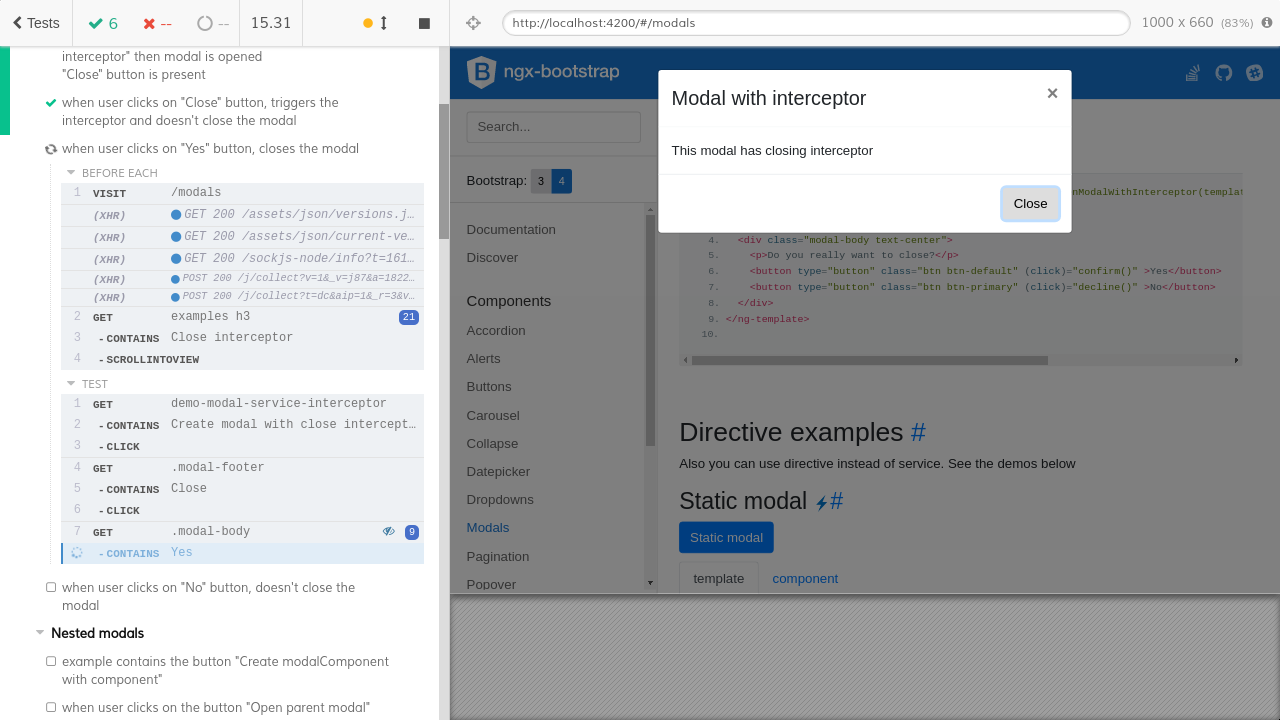 Tests
6
--
--
15.31
http://localhost:4200/#/modals
1000 x 660 (83%)
interceptor" then modal is opened
"Close" button is present
when user clicks on "Close" button, triggers the
interceptor and doesn't close the modal
when user clicks on "Yes" button, closes the modal
BEFORE EACH
1 VISIT /modals
(XHR) GET 200 /assets/json/versions.j…
(XHR) GET 200 /assets/json/current-ve…
(XHR) GET 200 /sockjs-node/info?t=161…
(XHR) POST 200 /j/collect?v=1&_v=j87&a=1822…
(XHR) POST 200 /j/collect?t=dc&aip=1&_r=3&v…
2 GET examples h3 21
3 -CONTAINS Close interceptor
4 -SCROLLINTOVIEW
TEST
1 GET demo-modal-service-interceptor
2 -CONTAINS Create modal with close intercept…
3 -CLICK
4 GET .modal-footer
5 -CONTAINS Close
6 -CLICK
7 GET .modal-body 9
-CONTAINS Yes
when user clicks on "No" button, doesn't close the
modal
Nested modals
example contains the button "Create modalComponent
with component"
when user clicks on the button "Open parent modal"
B ngx-bootstrap
Search...
Bootstrap: 3 4
Documentation
Discover
Components
Accordion
Alerts
Buttons
Carousel
Collapse
Datepicker
Dropdowns
Modals
Pagination
Popover
Modal with interceptor
×
This modal has closing interceptor
Close
nModalWithInterceptor(templat
4. <div class="modal-body text-center">
5. <p>Do you really want to close?</p>
6. <button type="button" class="btn btn-default" (click)="confirm()" >Yes</button>
7. <button type="button" class="btn btn-primary" (click)="decline()" >No</button>
8. </div>
9. </ng-template>
10.
Directive examples #
Also you can use directive instead of service. See the demos below
Static modal #
Static modal
template
component